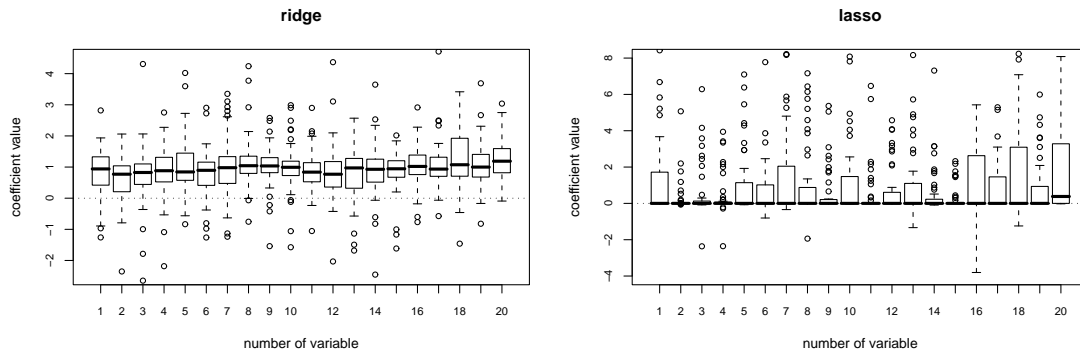 ridge
coefficient value
4
3
2
1
0
−1
−2
1 2 3 4 5 6 7 8 9 10 12 14 16 18 20
number of variable
lasso
coefficient value
8
6
4
2
0
−2
−4
1 2 3 4 5 6 7 8 9 10 12 14 16 18 20
number of variable